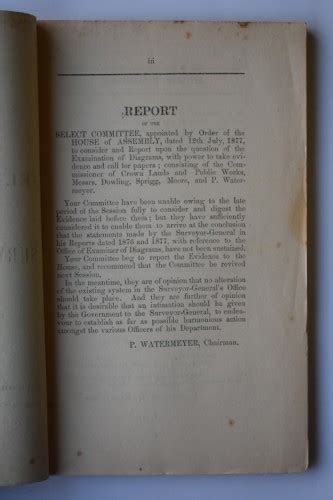 iii
REPORT
OF THE
SELECT COMMITTEE, appointed by Order of the
HOUSE OF ASSEMBLY, dated 12th July, 1877,
to consider and Report upon the question of the
Examination of Diagrams, with power to take evi-
dence and call for papers; consisting of the Com-
missioner of Crown Lands and Public Works,
Messrs. Dowling, Sprigg, Moore, and P. Water-
meyer.
Your Committee have been unable owing to the late
period of the Session fully to consider and digest the
Evidence laid before them; but they have sufficiently
considered it to enable them to arrive at the conclusion
that the statements made by the Surveyor-General in
his Reports dated 1876 and 1877, with reference to the
Office of Examiner of Diagrams, have not been sustained.
Your Committee beg to report the Evidence to the
House, and recommend that the Committee be revived
next Session.
In the meantime, they are of opinion that no alteration
of the existing system in the Surveyor-General's Office
should take place. And they are further of opinion
that it is desirable that an intimation should be given
by the Government to the Surveyor-General, to endea-
vour to establish as far as possible harmonious action
amongst the various Officers of his Department.
P. WATERMEYER, Chairman.